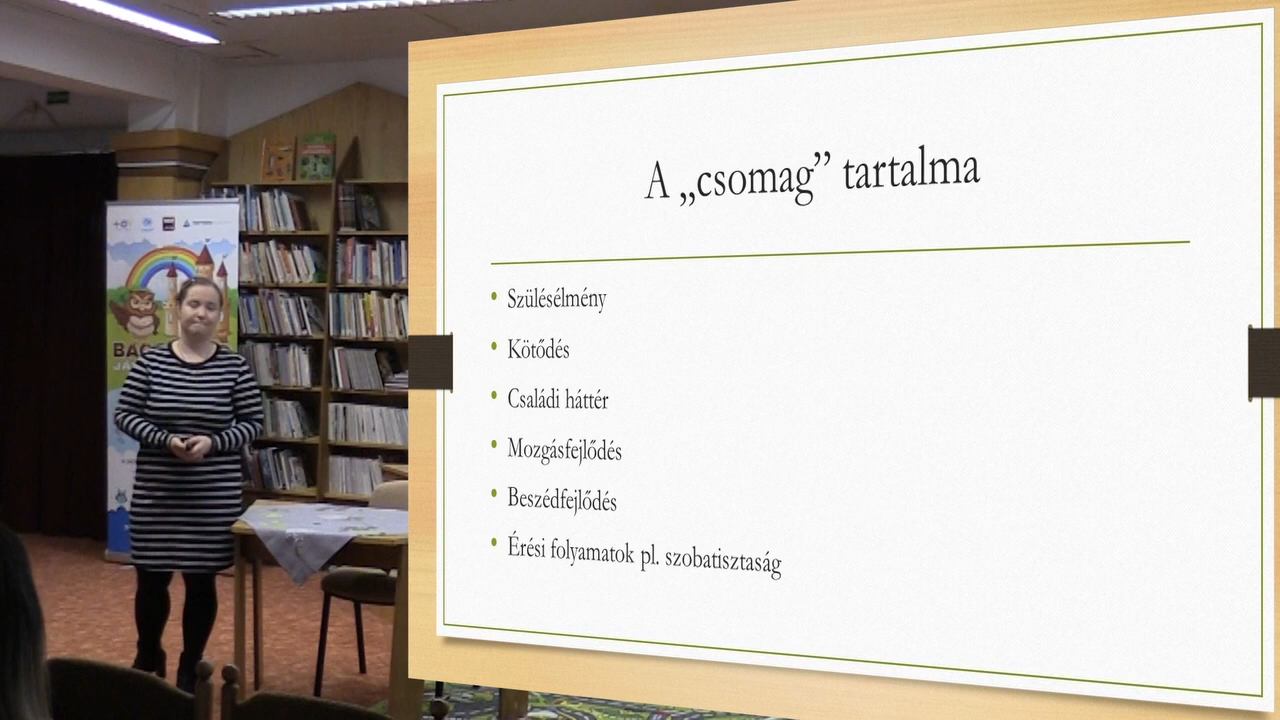 A „csomag” tartalma
Szülésélmény
Kötődés
Családi háttér
Mozgásfejlődés
Beszédfejlődés
Érési folyamatok pl. szobatisztaság